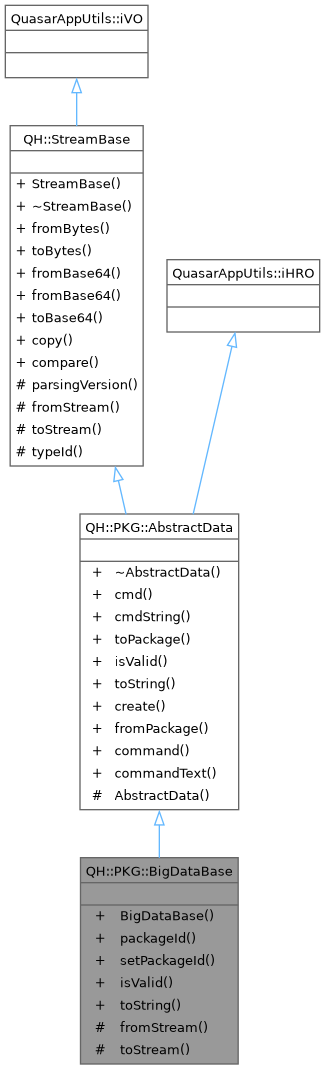 QuasarAppUtils::iVO
QH::StreamBase
+ StreamBase()
+ ~StreamBase()
+ fromBytes()
+ toBytes()
+ fromBase64()
+ fromBase64()
+ toBase64()
+ copy()
+ compare()
# parsingVersion()
# fromStream()
# toStream()
# typeId()
QuasarAppUtils::iHRO
QH::PKG::AbstractData
+ ~AbstractData()
+ cmd()
+ cmdString()
+ toPackage()
+ isValid()
+ toString()
+ create()
+ fromPackage()
+ command()
+ commandText()
# AbstractData()
QH::PKG::BigDataBase
+ BigDataBase()
+ packageId()
+ setPackageId()
+ isValid()
+ toString()
# fromStream()
# toStream()